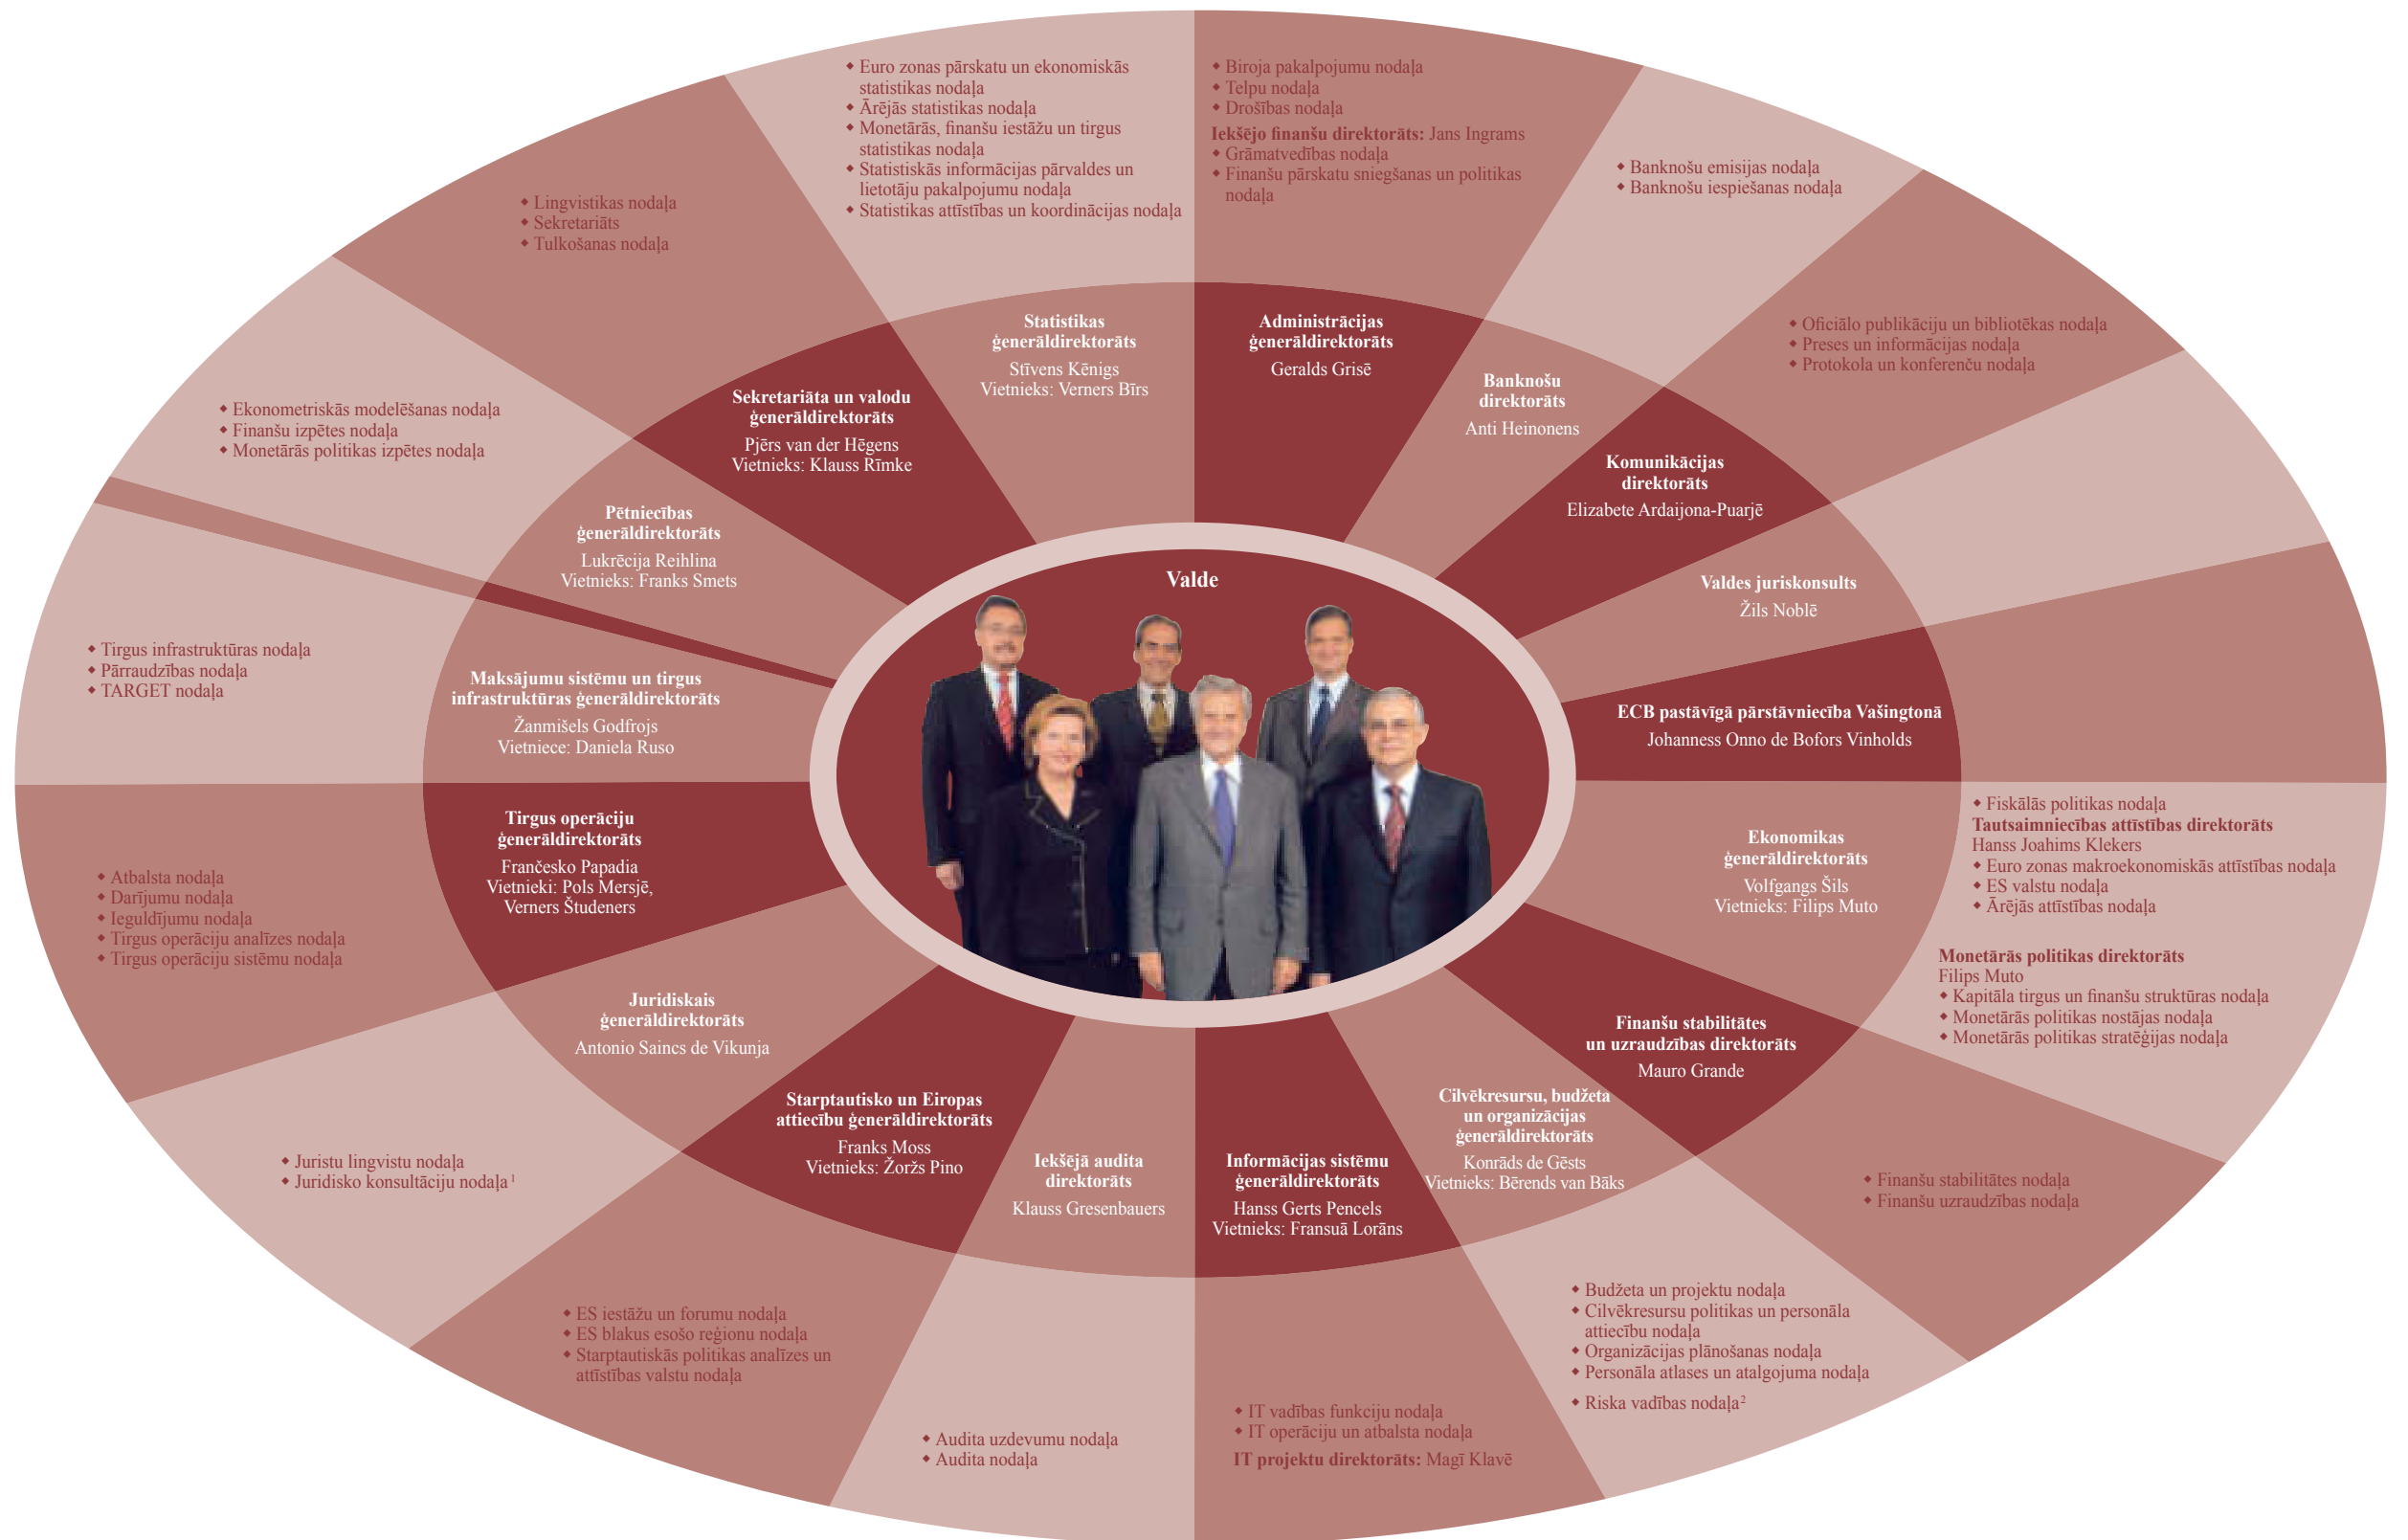 Valde
Statistikas
ģenerāldirektorāts
Stīvens Kēnigs
Vietnieks: Verners Bīrs
◆ Euro zonas pārskatu un ekonomiskās
statistikas nodaļa
◆ Ārējās statistikas nodaļa
◆ Monetārās, finanšu iestāžu un tirgus
statistikas nodaļa
◆ Statistiskās informācijas pārvaldes un
lietotāju pakalpojumu nodaļa
◆ Statistikas attīstības un koordinācijas nodaļa
Administrācijas
ģenerāldirektorāts
Geralds Grisē
◆ Biroja pakalpojumu nodaļa
◆ Telpu nodaļa
◆ Drošības nodaļa
Iekšējo finanšu direktorāts: Jans Ingrams
◆ Grāmatvedības nodaļa
◆ Finanšu pārskatu sniegšanas un politikas
nodaļa
Banknošu
direktorāts
Anti Heinonens
◆ Banknošu emisijas nodaļa
◆ Banknošu iespiešanas nodaļa
Komunikācijas
direktorāts
Elizabete Ardaijona-Puarjē
◆ Oficiālo publikāciju un bibliotēkas nodaļa
◆ Preses un informācijas nodaļa
◆ Protokola un konferenču nodaļa
Valdes juriskonsults
Žils Noblē
ECB pastāvīgā pārstāvniecība Vašingtonā
Johanness Onno de Bofors Vinholds
Ekonomikas
ģenerāldirektorāts
Volfgangs Šils
Vietnieks: Filips Muto
◆ Fiskālās politikas nodaļa
Tautsaimniecības attīstības direktorāts
Hanss Joahims Klekers
◆ Euro zonas makroekonomiskās attīstības nodaļa
◆ ES valstu nodaļa
◆ Ārējās attīstības nodaļa
Monetārās politikas direktorāts
Filips Muto
◆ Kapitāla tirgus un finanšu struktūras nodaļa
◆ Monetārās politikas nostājas nodaļa
◆ Monetārās politikas stratēģijas nodaļa
Finanšu stabilitātes
un uzraudzības direktorāts
Mauro Grande
◆ Finanšu stabilitātes nodaļa
◆ Finanšu uzraudzības nodaļa
Cilvēkresursu, budžeta
un organizācijas
ģenerāldirektorāts
Konrāds de Gēsts
Vietnieks: Bērends van Bāks
◆ Budžeta un projektu nodaļa
◆ Cilvēkresursu politikas un personāla
attiecību nodaļa
◆ Organizācijas plānošanas nodaļa
◆ Personāla atlases un atalgojuma nodaļa
◆ Riska vadības nodaļa²
Informācijas sistēmu
ģenerāldirektorāts
Hanss Gerts Pencels
Vietnieks: Fransuā Lorāns
◆ IT vadības funkciju nodaļa
◆ IT operāciju un atbalsta nodaļa
IT projektu direktorāts: Magī Klavē
Iekšējā audita
direktorāts
Klauss Gresenbauers
◆ Audita uzdevumu nodaļa
◆ Audita nodaļa
Starptautisko un Eiropas
attiecību ģenerāldirektorāts
Franks Moss
Vietnieks: Žoržs Pino
◆ ES iestāžu un forumu nodaļa
◆ ES blakus esošo reģionu nodaļa
◆ Starptautiskās politikas analīzes un
attīstības valstu nodaļa
Juridiskais
ģenerāldirektorāts
Antonio Saincs de Vikunja
◆ Juristu lingvistu nodaļa
◆ Juridisko konsultāciju nodaļa¹
Tirgus operāciju
ģenerāldirektorāts
Frančesko Papadia
Vietnieki: Pols Mersjē,
Verners Študeners
◆ Atbalsta nodaļa
◆ Darījumu nodaļa
◆ Ieguldījumu nodaļa
◆ Tirgus operāciju analīzes nodaļa
◆ Tirgus operāciju sistēmu nodaļa
Maksājumu sistēmu un tirgus
infrastruktūras ģenerāldirektorāts
Žanmišels Godfrojs
Vietniece: Daniela Ruso
◆ Tirgus infrastruktūras nodaļa
◆ Pārraudzības nodaļa
◆ TARGET nodaļa
Pētniecības
ģenerāldirektorāts
Lukrēcija Reihlina
Vietnieks: Franks Smets
◆ Ekonometriskās modelēšanas nodaļa
◆ Finanšu izpētes nodaļa
◆ Monetārās politikas izpētes nodaļa
Sekretariāta un valodu
ģenerāldirektorāts
Pjērs van der Hēgens
Vietnieks: Klauss Rīmke
◆ Lingvistikas nodaļa
◆ Sekretariāts
◆ Tulkošanas nodaļa